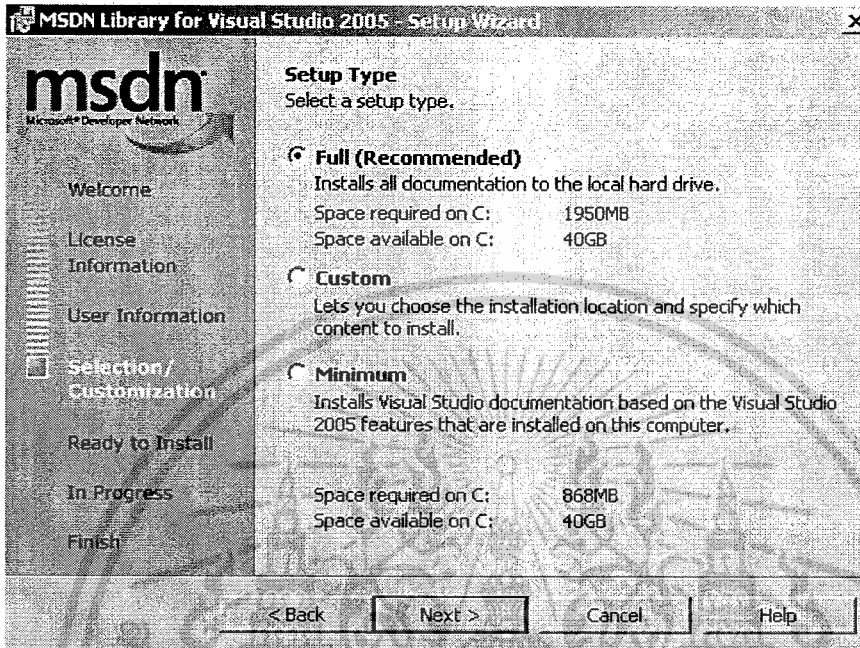 MSDN Library for Visual Studio 2005 - Setup Wizard
msdn
Microsoft® Developer Network
Welcome
License
Information
User Information
Selection/
Customization
Ready to Install
In Progress
Finish
Setup Type
Select a setup type.
Full (Recommended)
Installs all documentation to the local hard drive.
Space required on C: 1950MB
Space available on C: 40GB
Custom
Lets you choose the installation location and specify which
content to install.
Minimum
Installs Visual Studio documentation based on the Visual Studio
2005 features that are installed on this computer.
Space required on C: 868MB
Space available on C: 40GB
< Back
Next >
Cancel
Help